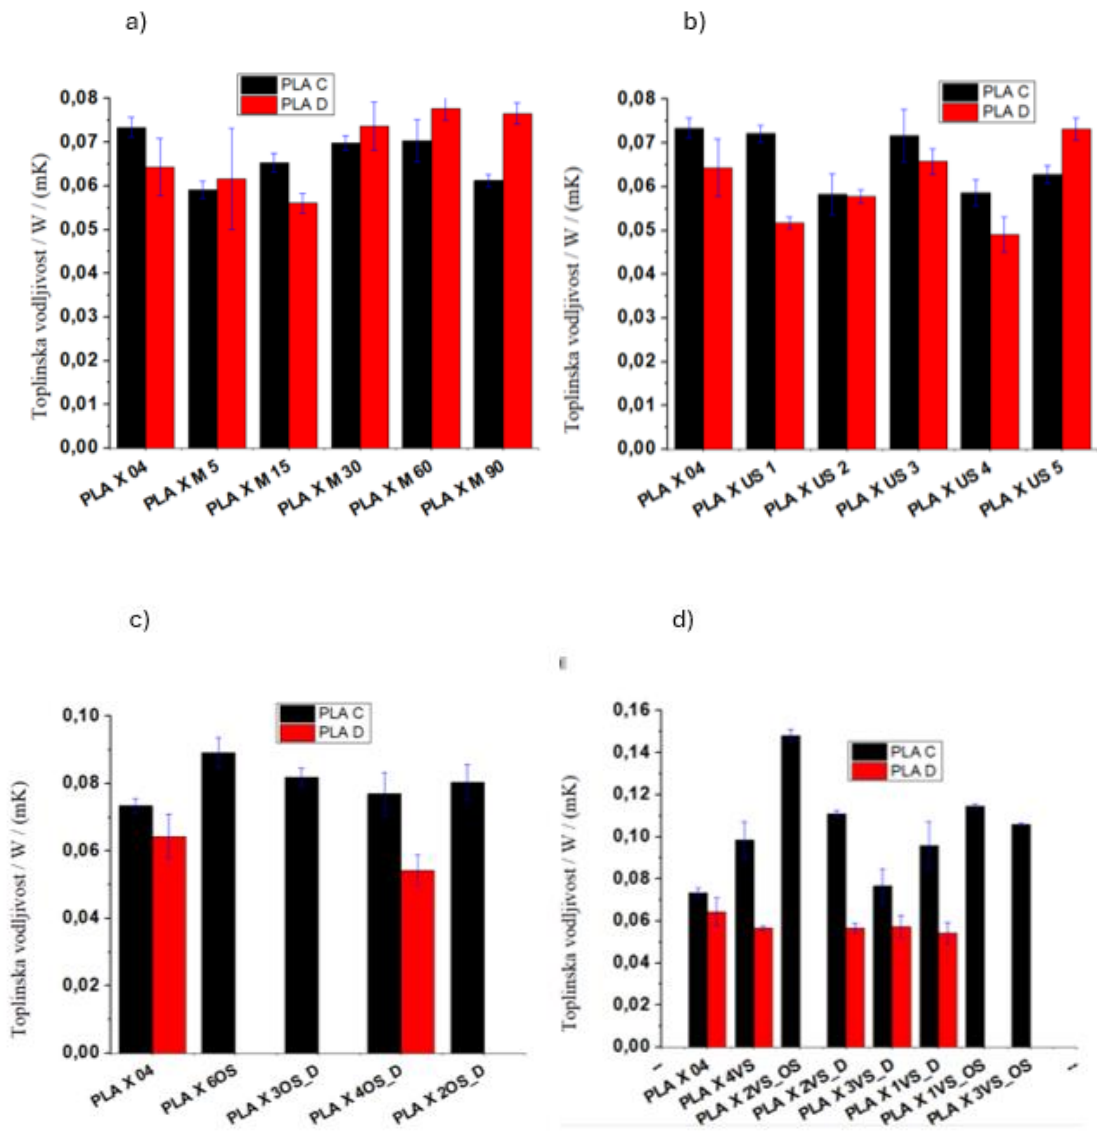 a)
PLA C
PLA D
Toplinska vodljivost / W / (mK)
0,08
0,07
0,06
0,05
0,04
0,03
0,02
0,01
0,00
PLA X 04
PLA X M 5
PLA X M 15
PLA X M 30
PLA X M 60
PLA X M 90
b)
PLA C
PLA D
Toplinska vodljivost / W / (mK)
0,08
0,07
0,06
0,05
0,04
0,03
0,02
0,01
0,00
PLA X 04
PLA X US 1
PLA X US 2
PLA X US 3
PLA X US 4
PLA X US 5
c)
PLA C
PLA D
Toplinska vodljivost / W / (mK)
0,10
0,08
0,06
0,04
0,02
0,00
PLA X 04
PLA X 6OS
PLA X 3OS_D
PLA X 4OS_D
PLA X 2OS_D
d)
PLA C
PLA D
Toplinska vodljivost / W / (mK)
0,16
0,14
0,12
0,10
0,08
0,06
0,04
0,02
0,00
--
PLA X 04
PLA X 4VS
PLA X 2VS_OS
PLA X 2VS_D
PLA X 3VS_D
PLA X 1VS_D
PLA X 1VS_OS
PLA X 3VS_OS
--